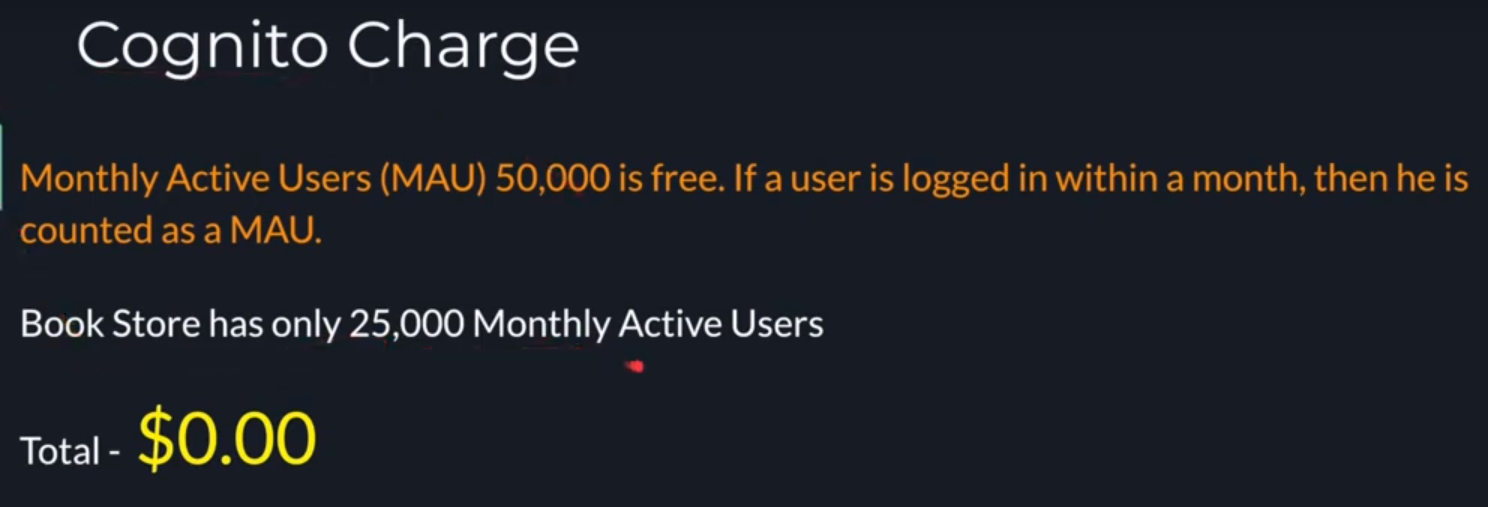 Cognito Charge
Monthly Active Users (MAU) 50,000 is free. If a user is logged in within a month, then he is
counted as a MAU.
Book Store has only 25,000 Monthly Active Users
Total - $0.00